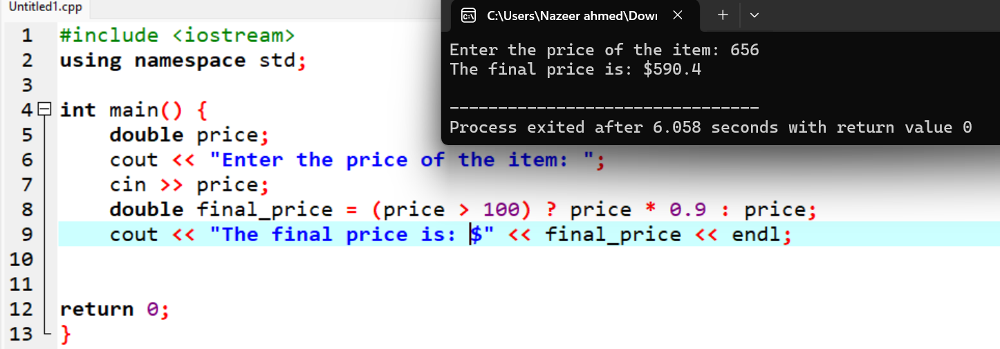 Untitled1.cpp
1 #include <iostream>
2 using namespace std;
3
4 int main() {
5     double price;
6     cout << "Enter the price of the item: ";
7     cin >> price;
8     double final_price = (price > 100) ? price * 0.9 : price;
9     cout << "The final price is: $" << final_price << endl;
10
11
12 return 0;
13 }
C:\Users\Nazeer ahmed\Dow
Enter the price of the item: 656
The final price is: $590.4
--------------------------------
Process exited after 6.058 seconds with return value 0